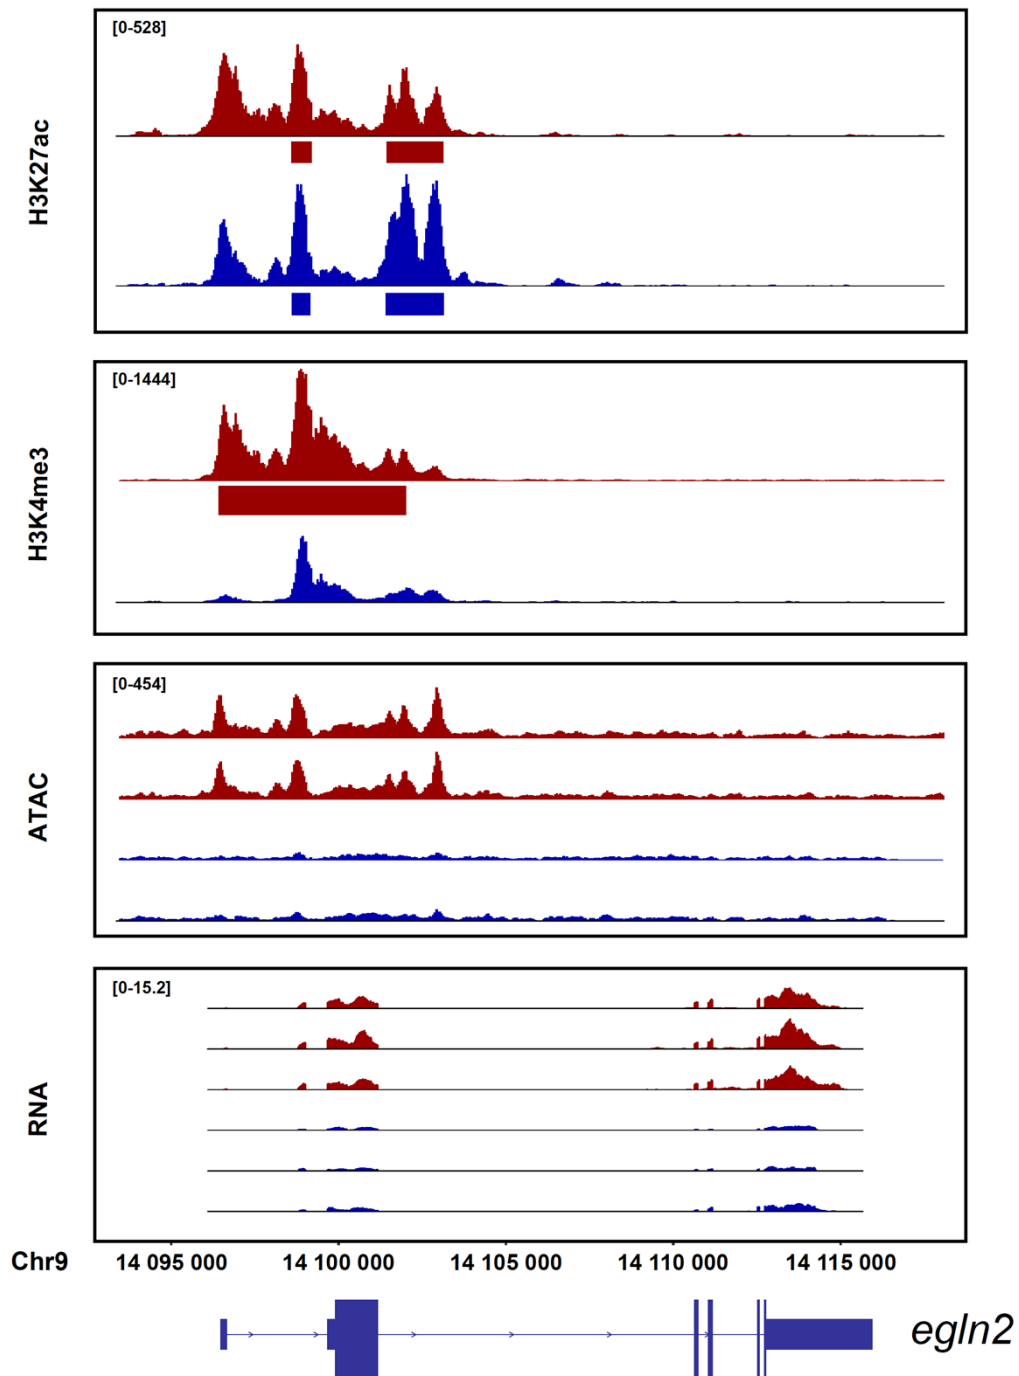 [0-528]
H3K27ac
[0-1444]
H3K4me3
[0-454]
ATAC
[0-15.2]
RNA
Chr9 14 095 000 14 100 000 14 105 000 14 110 000 14 115 000
egln2